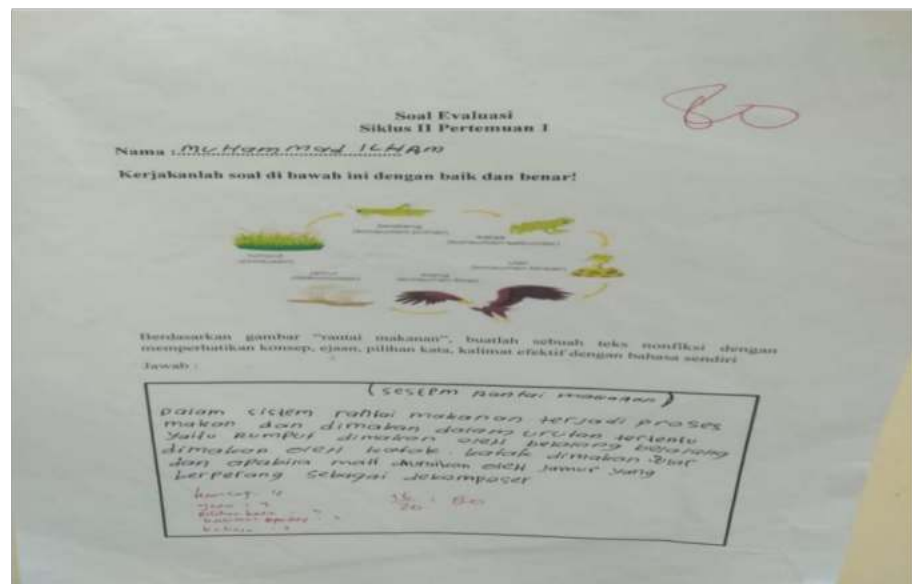 80
Soal Evaluasi
Siklus II Pertemuan 1
Nama : Muhammad ILHAM
Kerjakanlah soal di bawah ini dengan baik dan benar!
Berdasarkan gambar "rantai makanan", buatlah sebuah teks nonfiksi dengan
memperhatikan konsep, ejaan, pilihan kata, kalimat efektif dengan bahasa sendiri
Jawab :
rantai makanan)
Dalam sistem rantai makanan terjadi proses
makan dan dimakan dalam urutan tertentu
yaitu Rumput dimakan oleH belalang belalang
dimakan oleH katak katak dimakan ular
dan apabila mati oleH Jamur yang
berperang sebagai dekomposer
16 : 80
20